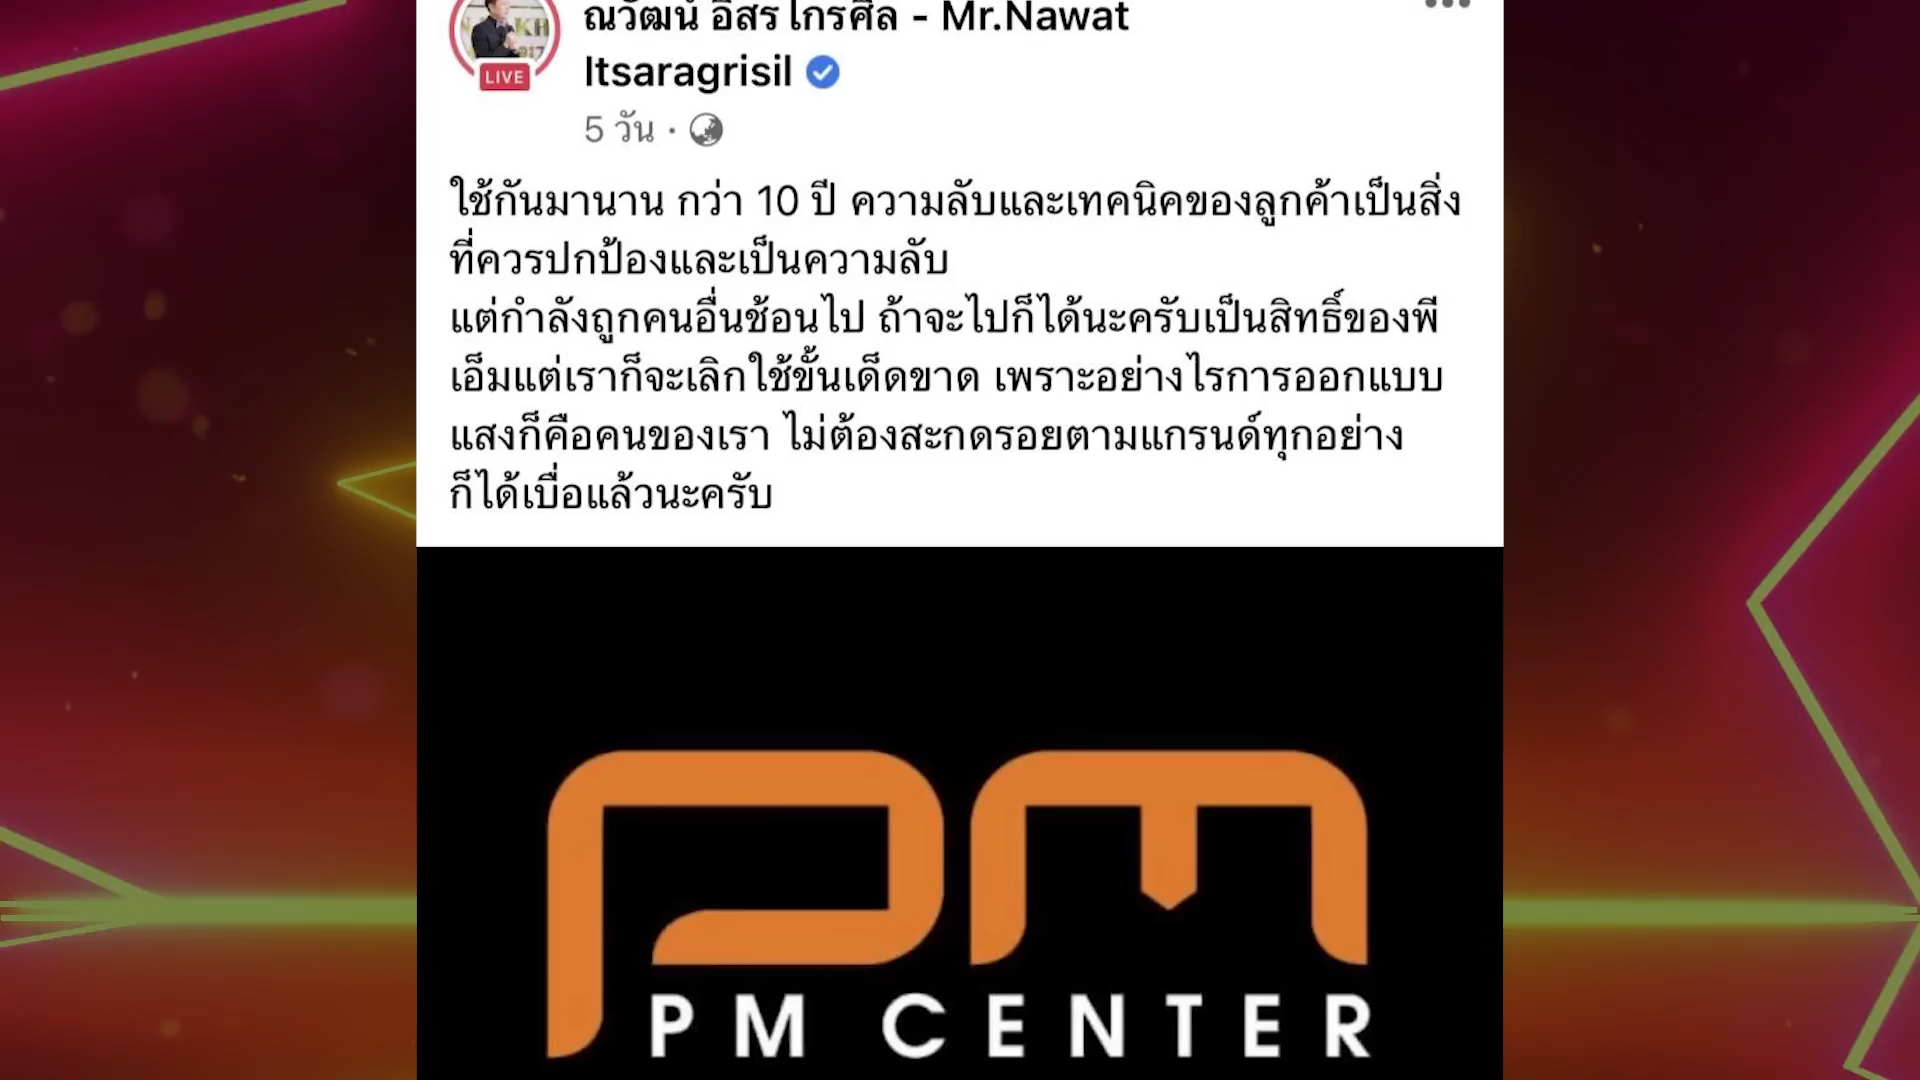 ณวัฒน์ อิสรไกรศีล - Mr.Nawat
Itsaragrisil
LIVE
5 วัน ·
ใช้กันมานาน กว่า 10 ปี ความลับและเทคนิคของลูกค้าเป็นสิ่ง
ที่ควรปกป้องและเป็นความลับ
แต่กำลังถูกคนอื่นช้อนไป ถ้าจะไปก็ได้นะครับเป็นสิทธิ์ของพี
เอ็มแต่เราก็จะเลิกใช้ขั้นเด็ดขาด เพราะอย่างไรการออกแบบ
แสงก็คือคนของเรา ไม่ต้องสะกดรอยตามแกรนด์ทุกอย่าง
ก็ได้เบื่อแล้วนะครับ
PM
PM CENTER